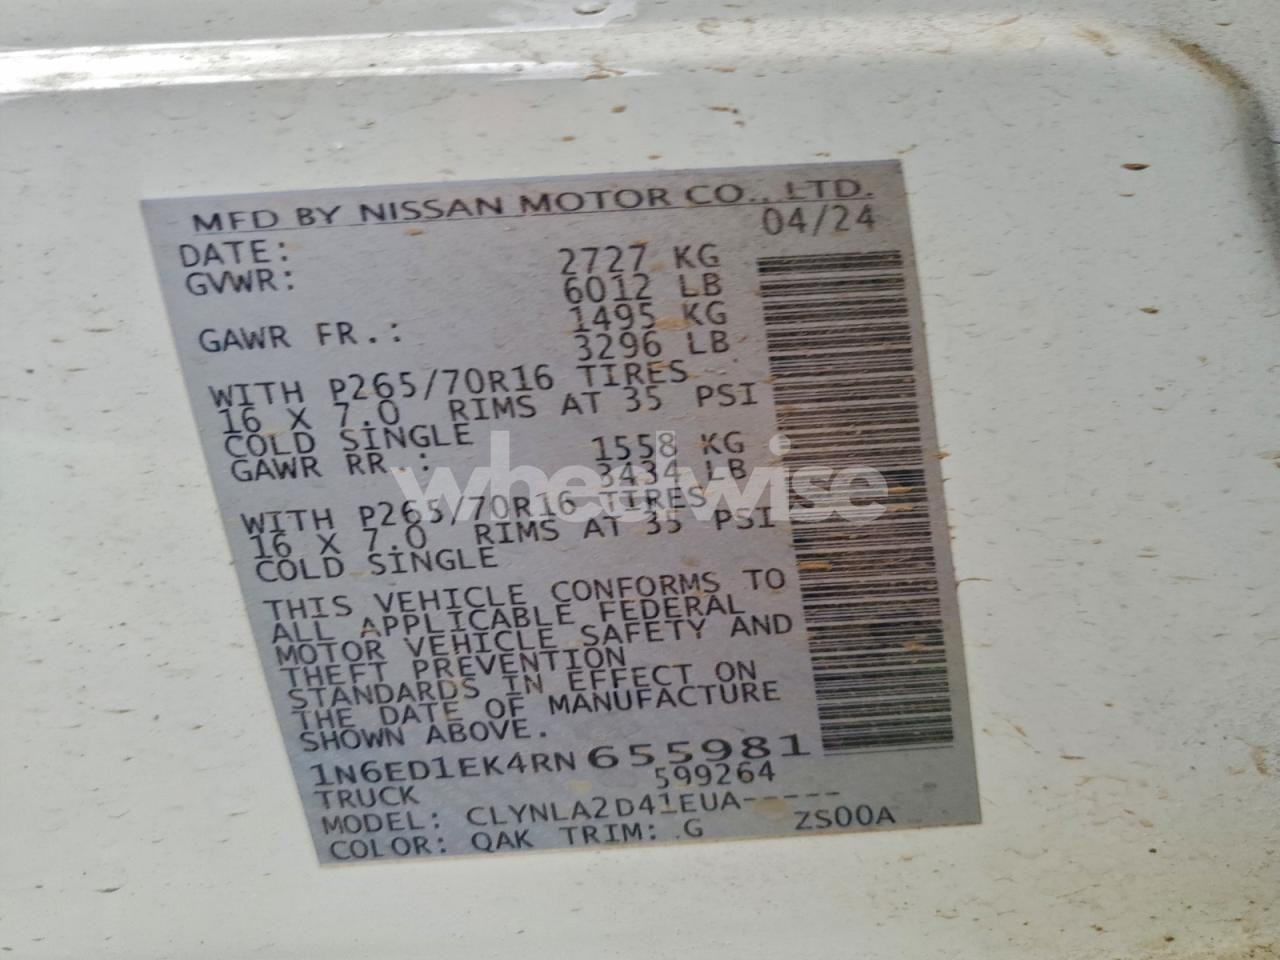 MFD BY NISSAN MOTOR CO., LTD.
DATE: 04/24
GVWR: 2727 KG
6012 LB
GAWR FR.: 1495 KG
3296 LB
WITH P265/70R16 TIRES
16 X 7.0 RIMS AT 35 PSI
COLD SINGLE
GAWR RR.: 1558 KG
3434 LB
WITH P265/70R16 TIRES
16 X 7.0 RIMS AT 35 PSI
COLD SINGLE
THIS VEHICLE CONFORMS TO
ALL APPLICABLE FEDERAL
MOTOR VEHICLE SAFETY AND
THEFT PREVENTION
STANDARDS IN EFFECT ON
THE DATE OF MANUFACTURE
SHOWN ABOVE.
1N6ED1EK4RN655981
TRUCK 599264
MODEL: CLYNLA2D41EUA-----
COLOR: QAK TRIM: G ZS00A
wheelwise